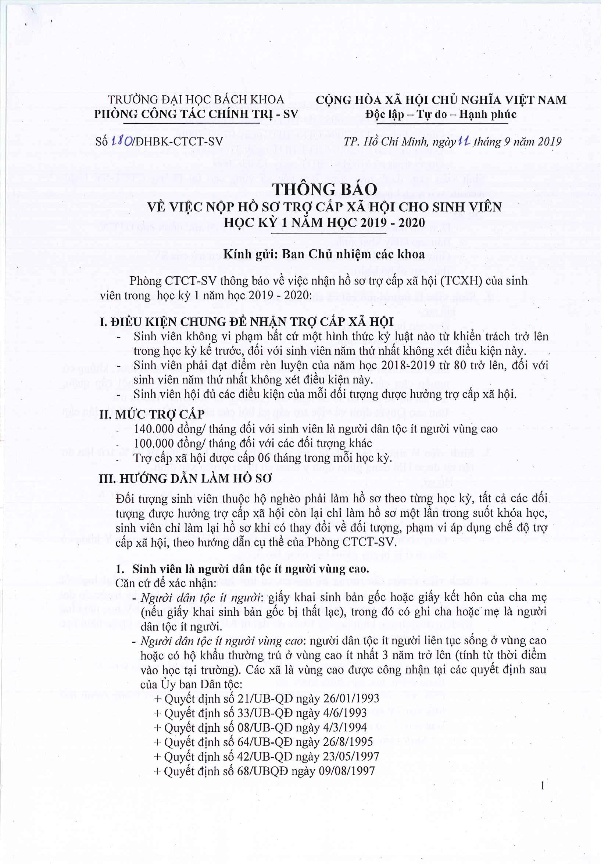 TRƯỜNG ĐẠI HỌC BÁCH KHOA
PHÒNG CÔNG TÁC CHÍNH TRỊ - SV
CỘNG HÒA XÃ HỘI CHỦ NGHĨA VIỆT NAM
Độc lập – Tự do – Hạnh phúc
Số 180/ĐHBK-CTCT-SV
TP. Hồ Chí Minh, ngày 11 tháng 9 năm 2019
THÔNG BÁO
VỀ VIỆC NỘP HỒ SƠ TRỢ CẤP XÃ HỘI CHO SINH VIÊN
HỌC KỲ 1 NĂM HỌC 2019 - 2020
Kính gửi: Ban Chủ nhiệm các khoa
Phòng CTCT-SV thông báo về việc nhận hồ sơ trợ cấp xã hội (TCXH) của sinh
viên trong học kỳ 1 năm học 2019 - 2020:
I. ĐIỀU KIỆN CHUNG ĐỂ NHẬN TRỢ CẤP XÃ HỘI
- Sinh viên không vi phạm bất cứ một hình thức kỷ luật nào từ khiển trách trở lên
trong học kỳ kế trước, đối với sinh viên năm thứ nhất không xét điều kiện này.
- Sinh viên phải đạt điểm rèn luyện của năm học 2018-2019 từ 80 trở lên, đối với
sinh viên năm thứ nhất không xét điều kiện này.
- Sinh viên hội đủ các điều kiện của mỗi đối tượng được hưởng trợ cấp xã hội.
II. MỨC TRỢ CẤP
- 140.000 đồng/ tháng đối với sinh viên là người dân tộc ít người vùng cao
- 100.000 đồng/ tháng đối với các đối tượng khác
- Trợ cấp xã hội được cấp 06 tháng trong mỗi học kỳ.
III. HƯỚNG DẪN LÀM HỒ SƠ
Đối tượng sinh viên thuộc hộ nghèo phải làm hồ sơ theo từng học kỳ, tất cả các đối
tượng được hưởng trợ cấp xã hội còn lại chỉ làm hồ sơ một lần trong suốt khóa học,
sinh viên chỉ làm lại hồ sơ khi có thay đổi về đối tượng, phạm vi áp dụng chế độ trợ
cấp xã hội, theo hướng dẫn cụ thể của Phòng CTCT-SV.
1. Sinh viên là người dân tộc ít người vùng cao.
Căn cứ để xác nhận:
- Người dân tộc ít người: giấy khai sinh bản gốc hoặc giấy kết hôn của cha mẹ
(nếu giấy khai sinh bản gốc bị thất lạc), trong đó có ghi cha hoặc mẹ là người
dân tộc ít người.
- Người dân tộc ít người vùng cao: người dân tộc ít người liên tục sống ở vùng cao
hoặc có hộ khẩu thường trú ở vùng cao ít nhất 3 năm trở lên (tính từ thời điểm
vào học tại trường). Các xã là vùng cao được công nhận tại các quyết định sau
của Ủy ban Dân tộc:
+ Quyết định số 21/UB-QD ngày 26/01/1993
+ Quyết định số 33/UB-QĐ ngày 4/6/1993
+ Quyết định số 08/UB-QD ngày 4/3/1994
+ Quyết định số 64/UB-QĐ ngày 26/8/1995
+ Quyết định số 42/UB-QD ngày 23/05/1997
+ Quyết định số 68/UBQĐ ngày 09/08/1997
1